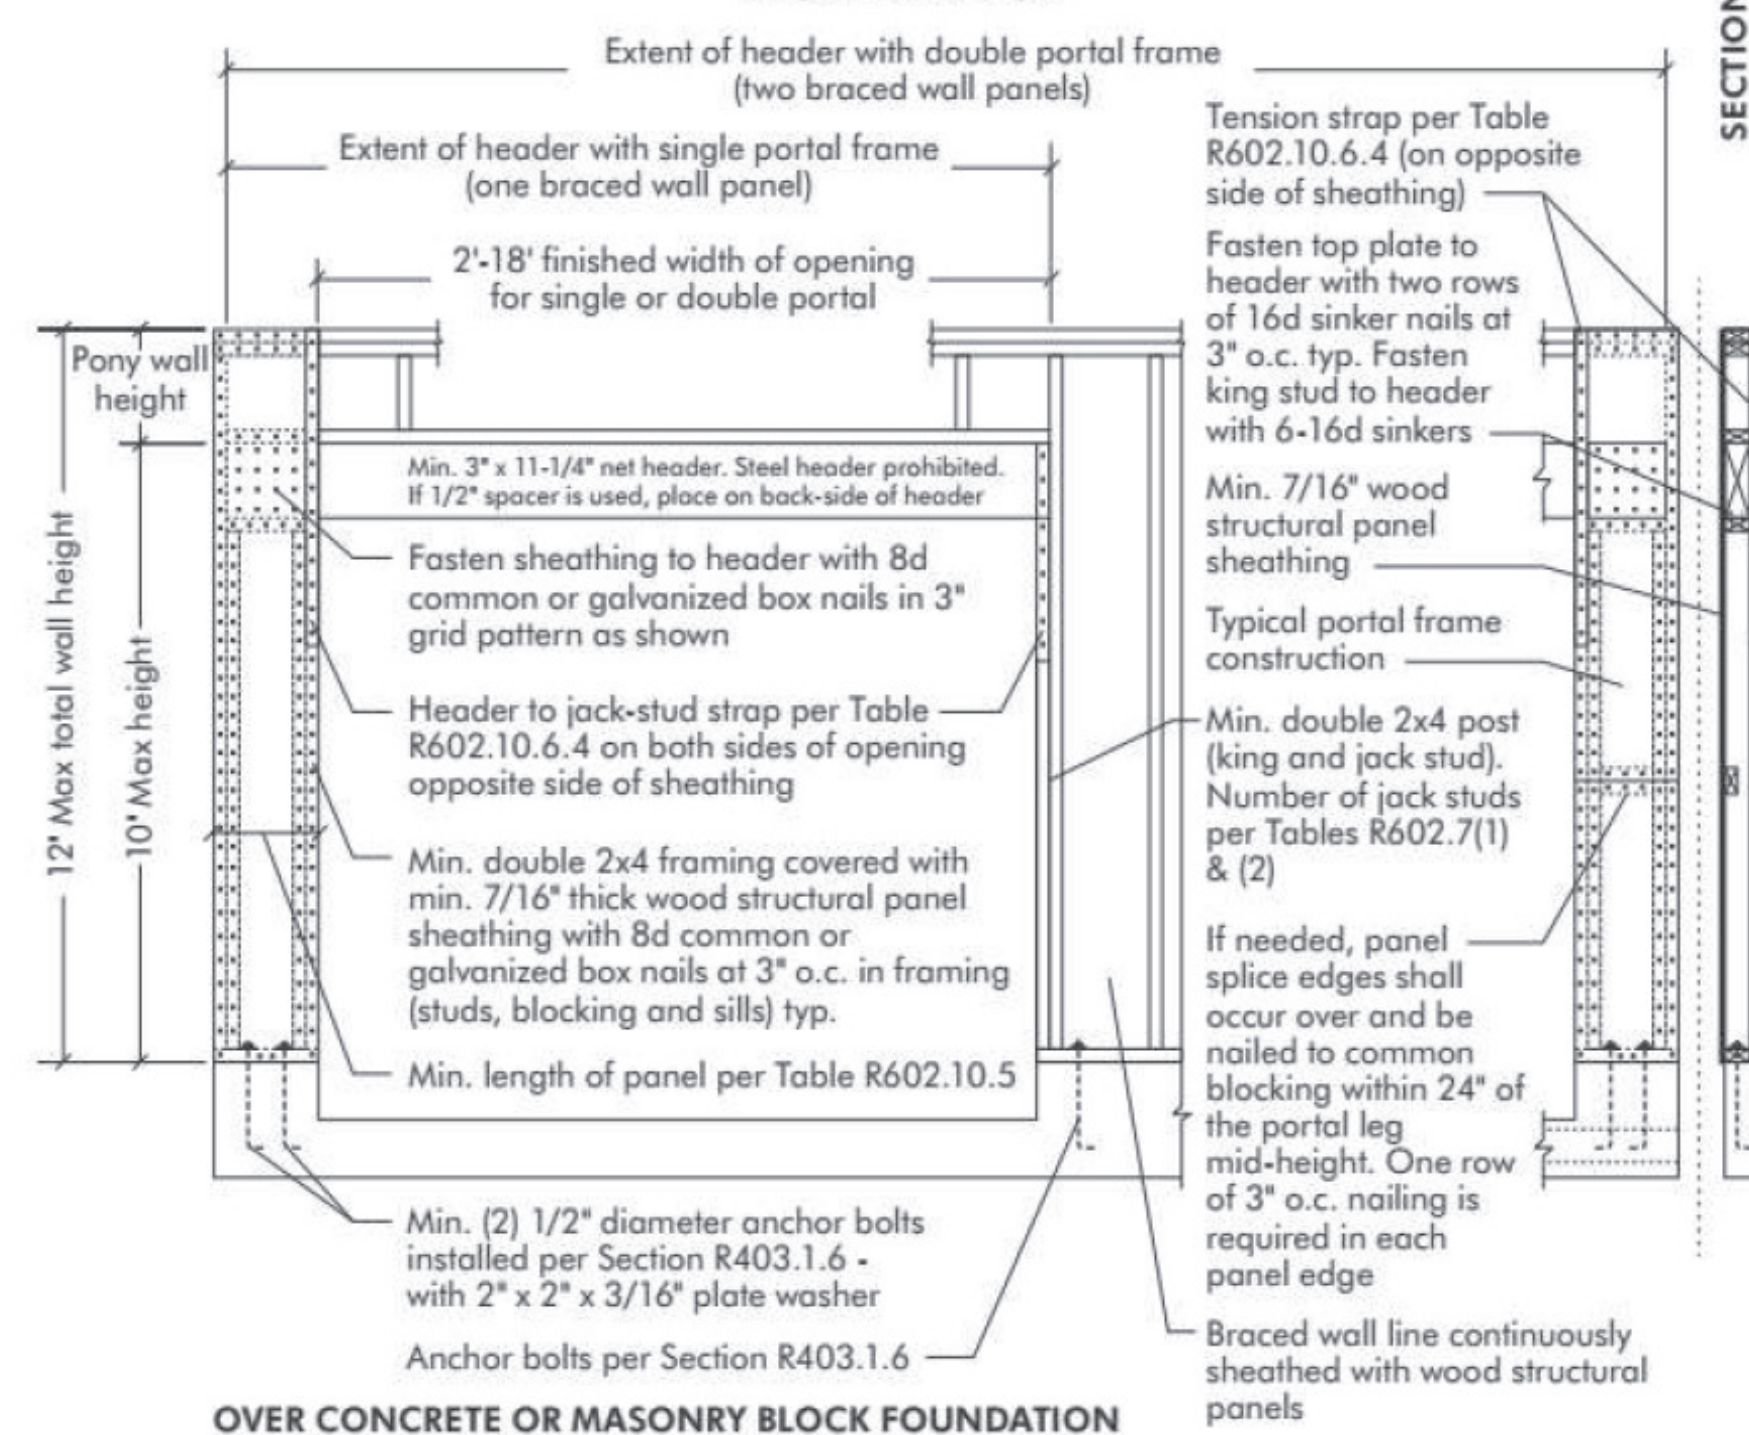 Extent of header with double portal frame
(two braced wall panels)
Extent of header with single portal frame
(one braced wall panel)
2'-18' finished width of opening
for single or double portal
Pony wall
height
12' Max total wall height
10' Max height
Min. 3" x 11-1/4" net header. Steel header prohibited.
If 1/2" spacer is used, place on back-side of header
Fasten sheathing to header with 8d
common or galvanized box nails in 3"
grid pattern as shown
Header to jack-stud strap per Table
R602.10.6.4 on both sides of opening
opposite side of sheathing
Min. double 2x4 framing covered with
min. 7/16" thick wood structural panel
sheathing with 8d common or
galvanized box nails at 3" o.c. in framing
(studs, blocking and sills) typ.
Min. length of panel per Table R602.10.5
Min. (2) 1/2" diameter anchor bolts
installed per Section R403.1.6 -
with 2" x 2" x 3/16" plate washer
Anchor bolts per Section R403.1.6
OVER CONCRETE OR MASONRY BLOCK FOUNDATION
Tension strap per Table
R602.10.6.4 (on opposite
side of sheathing)
Fasten top plate to
header with two rows
of 16d sinker nails at
3" o.c. typ. Fasten
king stud to header
with 6-16d sinkers
Min. 7/16" wood
structural panel
sheathing
Typical portal frame
construction
Min. double 2x4 post
(king and jack stud).
Number of jack studs
per Tables R602.7(1)
& (2)
If needed, panel
splice edges shall
occur over and be
nailed to common
blocking within 24" of
the portal leg
mid-height. One row
of 3" o.c. nailing is
required in each
panel edge
Braced wall line continuously
sheathed with wood structural
panels
SECTION